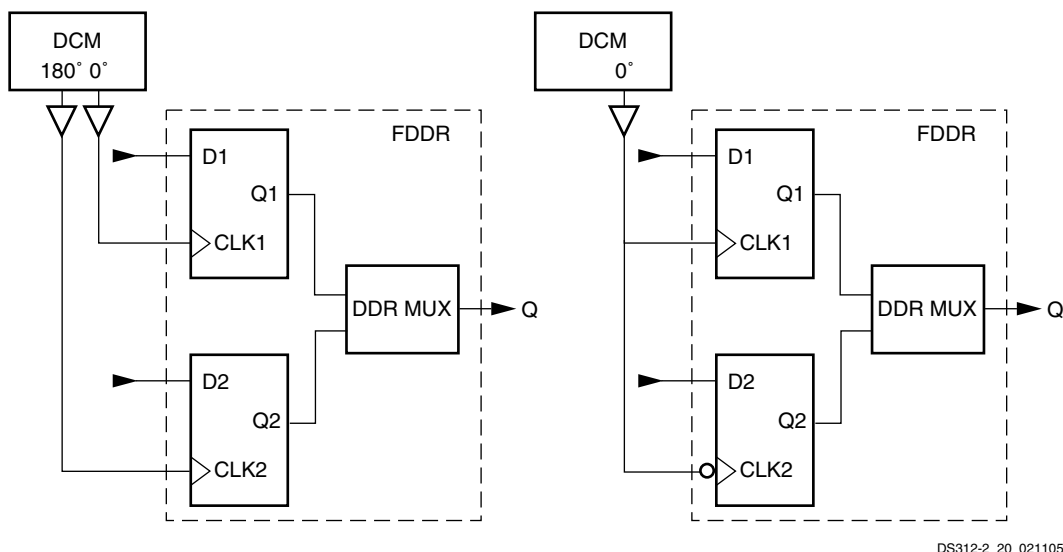 DCM
180° 0°
FDDR
D1
Q1
CLK1
DDR MUX
Q
D2
Q2
CLK2
DCM
0°
FDDR
D1
Q1
CLK1
DDR MUX
Q
D2
Q2
CLK2
DS312-2_20_021105